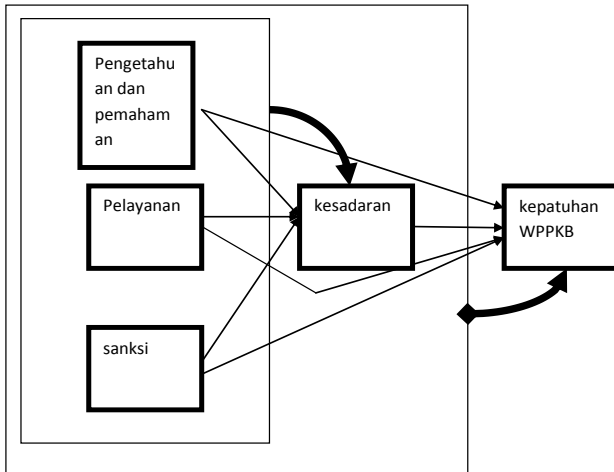 Pengetahu
an dan
pemaham
an
Pelayanan
kesadaran
kepatuhan
WPPKB
sanksi